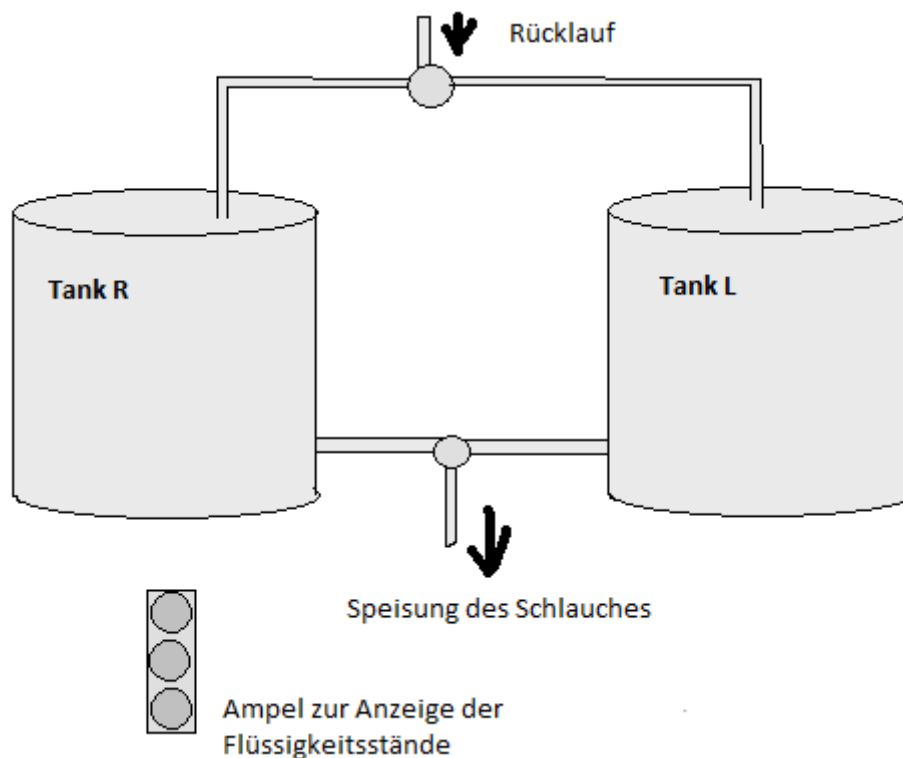 Rücklauf
Tank R
Tank L
Speisung des Schlauches
Ampel zur Anzeige der
Flüssigkeitsstände